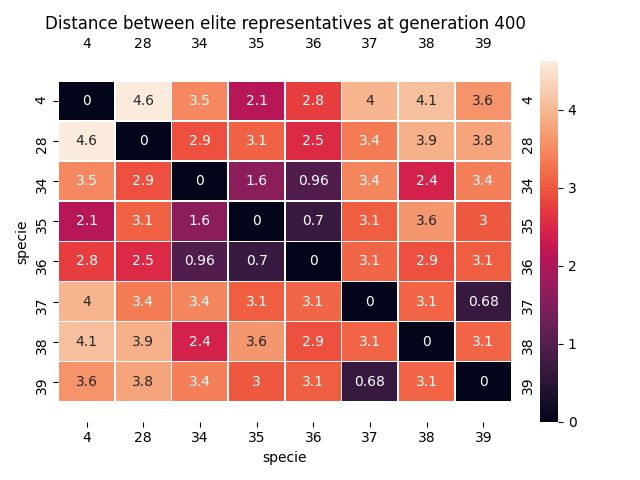 Distance between elite representatives at generation 400
4 28 34 35 36 37 38 39
4 0 4.6 3.5 2.1 2.8 4 4.1 3.6 4
28 4.6 0 2.9 3.1 2.5 3.4 3.9 3.8 28
34 3.5 2.9 0 1.6 0.96 3.4 2.4 3.4 34
35 2.1 3.1 1.6 0 0.7 3.1 3.6 3 35
36 2.8 2.5 0.96 0.7 0 3.1 2.9 3.1 36
37 4 3.4 3.4 3.1 3.1 0 3.1 0.68 37
38 4.1 3.9 2.4 3.6 2.9 3.1 0 3.1 38
39 3.6 3.8 3.4 3 3.1 0.68 3.1 0 39
4 28 34 35 36 37 38 39
specie
specie
4
3
2
1
0